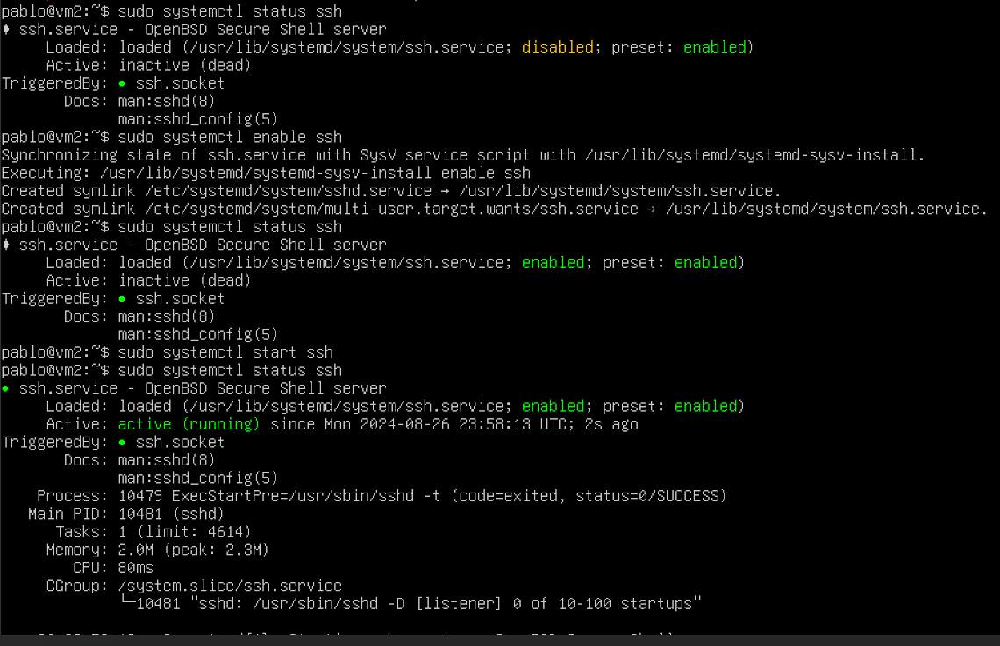 pablo@vm2:~$ sudo systemctl status ssh
ssh.service - OpenBSD Secure Shell server
Loaded: loaded (/usr/lib/systemd/system/ssh.service; disabled; preset: enabled)
Active: inactive (dead)
TriggeredBy: ● ssh.socket
Docs: man:sshd(8)
man:sshd_config(5)
pablo@vm2:~$ sudo systemctl enable ssh
Synchronizing state of ssh.service with SysV service script with /usr/lib/systemd/systemd-sysv-install.
Executing: /usr/lib/systemd/systemd-sysv-install enable ssh
Created symlink /etc/systemd/system/sshd.service → /usr/lib/systemd/system/ssh.service.
Created symlink /etc/systemd/system/multi-user.target.wants/ssh.service → /usr/lib/systemd/system/ssh.service.
pablo@vm2:~$ sudo systemctl status ssh
ssh.service - OpenBSD Secure Shell server
Loaded: loaded (/usr/lib/systemd/system/ssh.service; enabled; preset: enabled)
Active: inactive (dead)
TriggeredBy: ● ssh.socket
Docs: man:sshd(8)
man:sshd_config(5)
pablo@vm2:~$ sudo systemctl start ssh
pablo@vm2:~$ sudo systemctl status ssh
● ssh.service - OpenBSD Secure Shell server
Loaded: loaded (/usr/lib/systemd/system/ssh.service; enabled; preset: enabled)
Active: active (running) since Mon 2024-08-26 23:58:13 UTC; 2s ago
TriggeredBy: ● ssh.socket
Docs: man:sshd(8)
man:sshd_config(5)
Process: 10479 ExecStartPre=/usr/sbin/sshd -t (code=exited, status=0/SUCCESS)
Main PID: 10481 (sshd)
Tasks: 1 (limit: 4614)
Memory: 2.0M (peak: 2.3M)
CPU: 80ms
CGroup: /system.slice/ssh.service
└─10481 "sshd: /usr/sbin/sshd -D [listener] 0 of 10-100 startups"